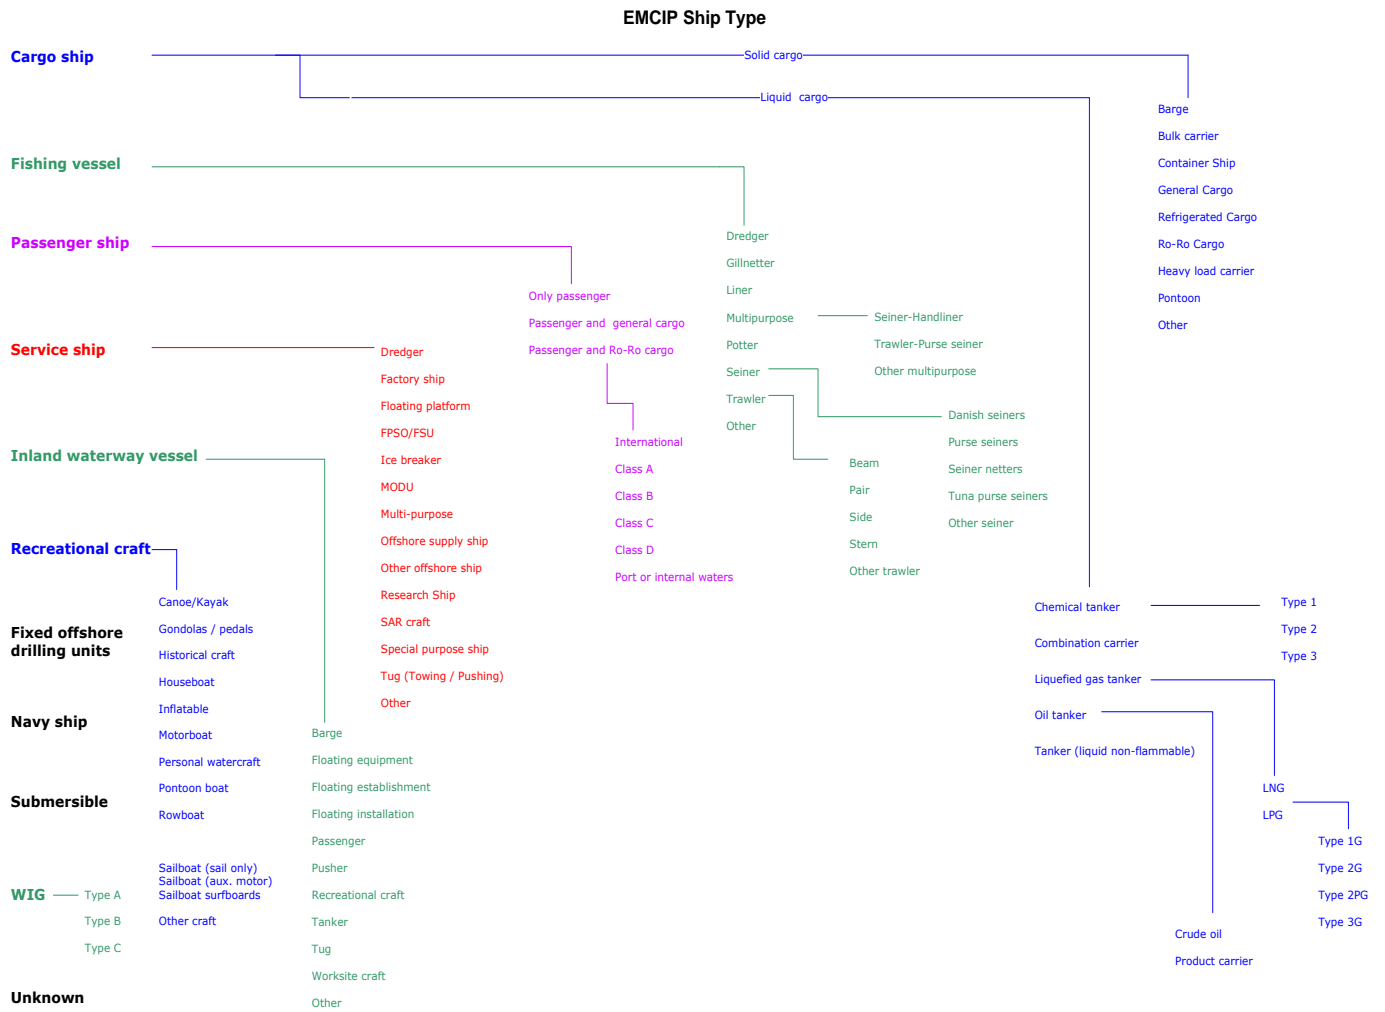 EMCIP Ship Type
Cargo ship
Solid cargo
Liquid cargo
Barge
Bulk carrier
Container Ship
General Cargo
Refrigerated Cargo
Ro-Ro Cargo
Heavy load carrier
Pontoon
Other
Chemical tanker
Type 1
Type 2
Type 3
Combination carrier
Liquefied gas tanker
Oil tanker
Tanker (liquid non-flammable)
LNG
LPG
Type 1G
Type 2G
Type 2PG
Type 3G
Crude oil
Product carrier
Fishing vessel
Dredger
Gillnetter
Liner
Multipurpose
Potter
Seiner
Trawler
Other
Seiner-Handliner
Trawler-Purse seiner
Other multipurpose
Danish seiners
Purse seiners
Seiner netters
Tuna purse seiners
Other seiner
Beam
Pair
Side
Stern
Other trawler
Passenger ship
Only passenger
Passenger and general cargo
Passenger and Ro-Ro cargo
International
Class A
Class B
Class C
Class D
Port or internal waters
Service ship
Dredger
Factory ship
Floating platform
FPSO/FSU
Ice breaker
MODU
Multi-purpose
Offshore supply ship
Other offshore ship
Research Ship
SAR craft
Special purpose ship
Tug (Towing / Pushing)
Other
Inland waterway vessel
Barge
Floating equipment
Floating establishment
Floating installation
Passenger
Pusher
Recreational craft
Tanker
Tug
Worksite craft
Other
Recreational craft
Canoe/Kayak
Gondolas / pedals
Historical craft
Houseboat
Inflatable
Motorboat
Personal watercraft
Pontoon boat
Rowboat
Sailboat (sail only)
Sailboat (aux. motor)
Sailboat surfboards
Other craft
Fixed offshore
drilling units
Navy ship
Submersible
WIG
Type A
Type B
Type C
Unknown